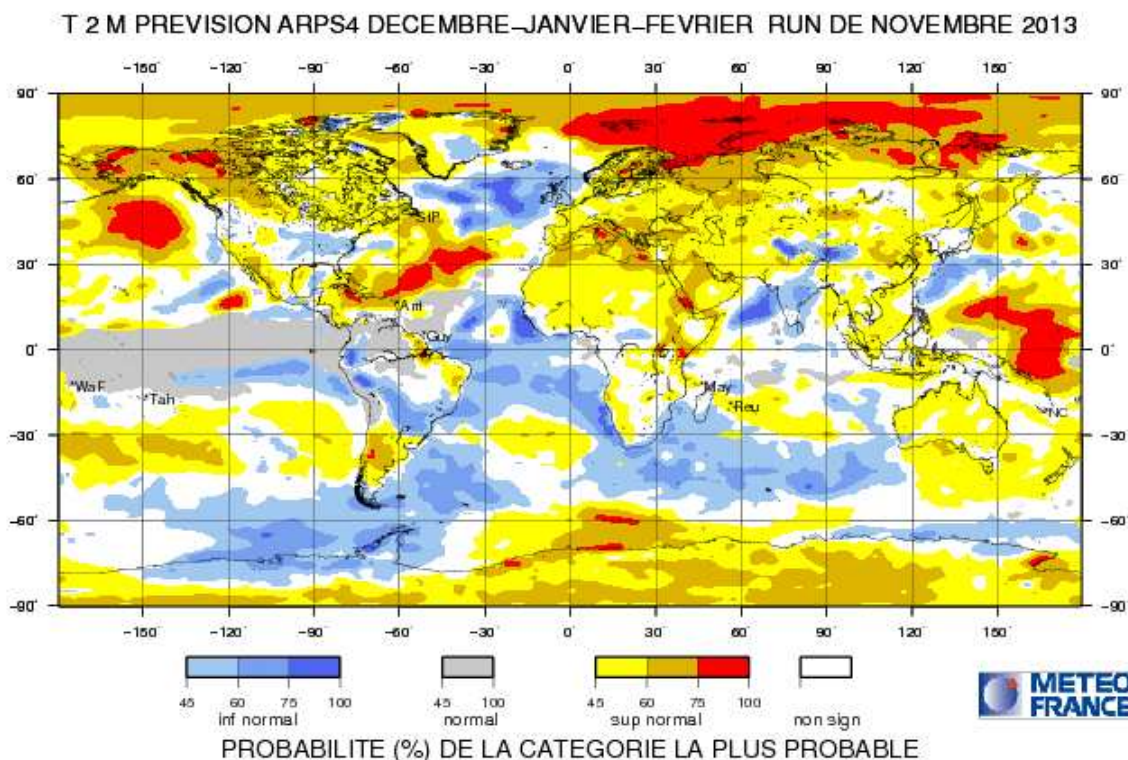 T 2 M PREVISION ARPS4 DECEMBRE-JANVIER-FEVRIER RUN DE NOVEMBRE 2013
-150° -120° -90° -60° -30° 0° 30° 60° 90° 120° 150°
90° 90°
60° 60°
*SIP
30° 30°
*Ant
*Guy
0° 0°
*WaF *May
*Tah *Reu *NC
-30° -30°
-60° -60°
-90° -90°
-150° -120° -90° -60° -30° 0° 30° 60° 90° 120° 150°
45 60 75 100 45 100 45 60 75 100
inf normal normal sup normal non sign
METEO
FRANCE
PROBABILITE (%) DE LA CATEGORIE LA PLUS PROBABLE